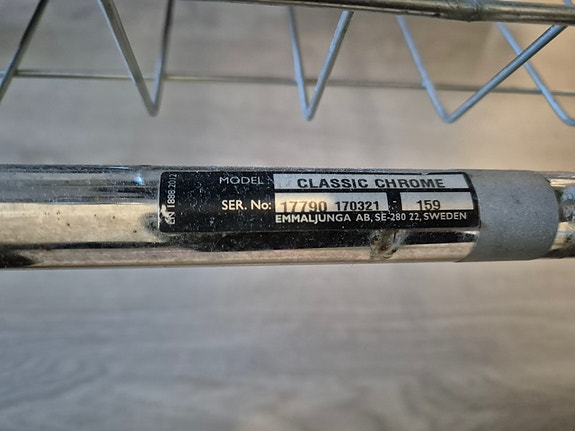 MODEL: CLASSIC CHROME
SER. No: 17790 170321 : 159
EMMALJUNGA AB, SE-280 22, SWEDEN
EN 1888:2012